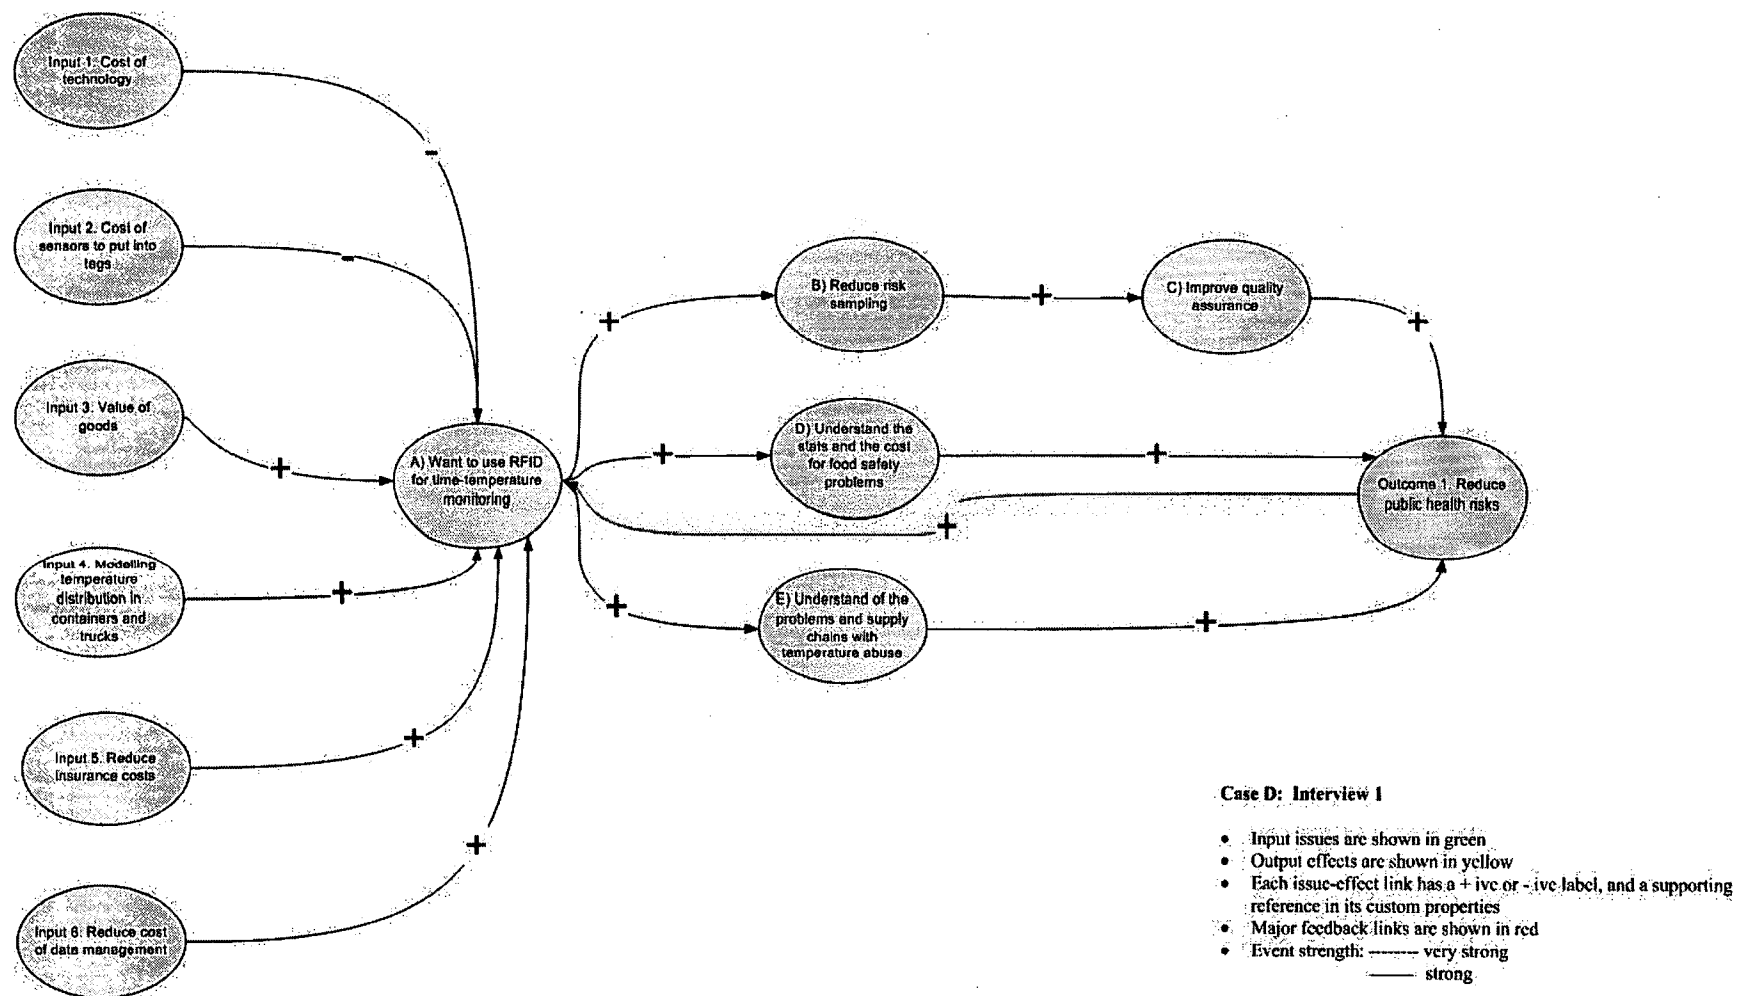 Input 1. Cost of
technology
-
Input 2. Cost of
sensors to put into
tags
-
Input 3. Value of
goods
+
Input 4. Modelling
temperature
distribution in
containers and
trucks
+
Input 5. Reduce
insurance costs
+
Input 6. Reduce cost
of data management
+
A) Want to use RFID
for time-temperature
monitoring
+
B) Reduce risk
sampling
+
C) Improve quality
assurance
+
+
D) Understand the
stats and the cost
for food safety
problems
+
+
+
E) Understand of the
problems and supply
chains with
temperature abuse
+
Outcome 1. Reduce
public health risks
Case D: Interview 1
• Input issues are shown in green
• Output effects are shown in yellow
• Each issue-effect link has a + ive or - ive label, and a supporting
reference in its custom properties
• Major feedback links are shown in red
• Event strength: -------- very strong
——— strong